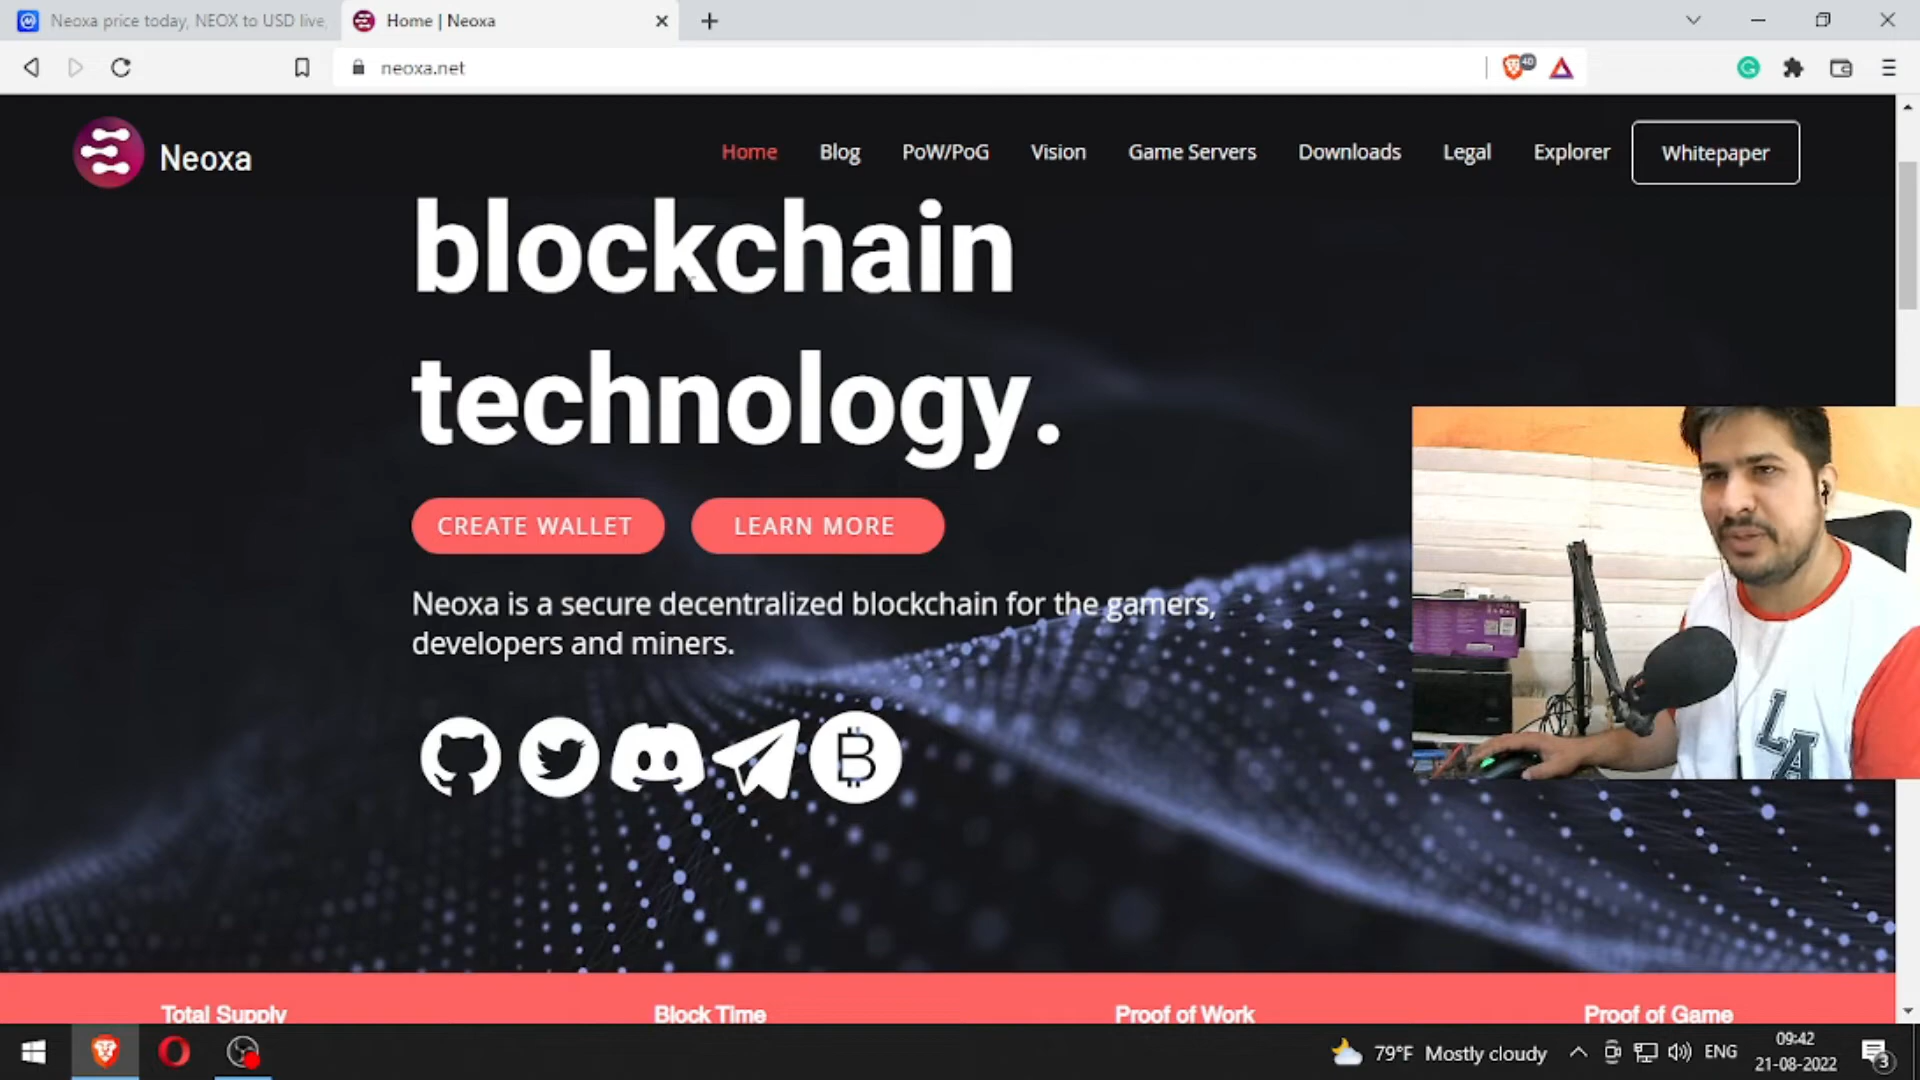 Neoxa price today, NEOX to USD live,
Home | Neoxa
neoxa.net
40
Neoxa
Home
Blog
PoW/PoG
Vision
Game Servers
Downloads
Legal
Explorer
Whitepaper
blockchain
technology.
CREATE WALLET
LEARN MORE
Neoxa is a secure decentralized blockchain for the gamers,
developers and miners.
LA
Total Supply
Block Time
Proof of Work
Proof of Game
79°F Mostly cloudy
ENG
09:42
21-08-2022
3